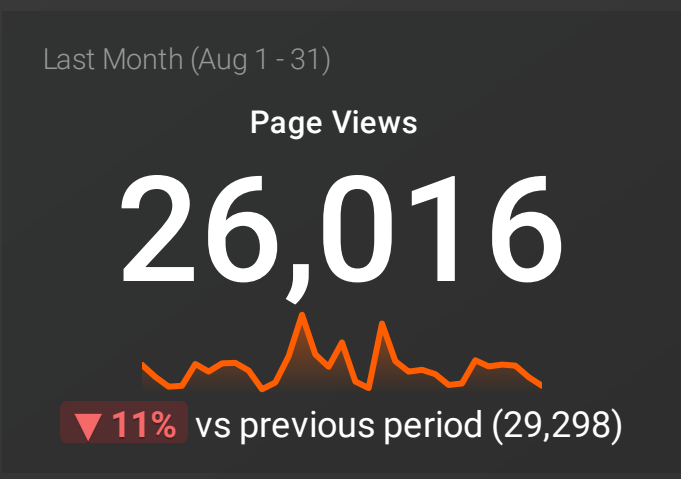 Last Month (Aug 1 - 31)
Page Views
26,016
▼ 11% vs previous period (29,298)